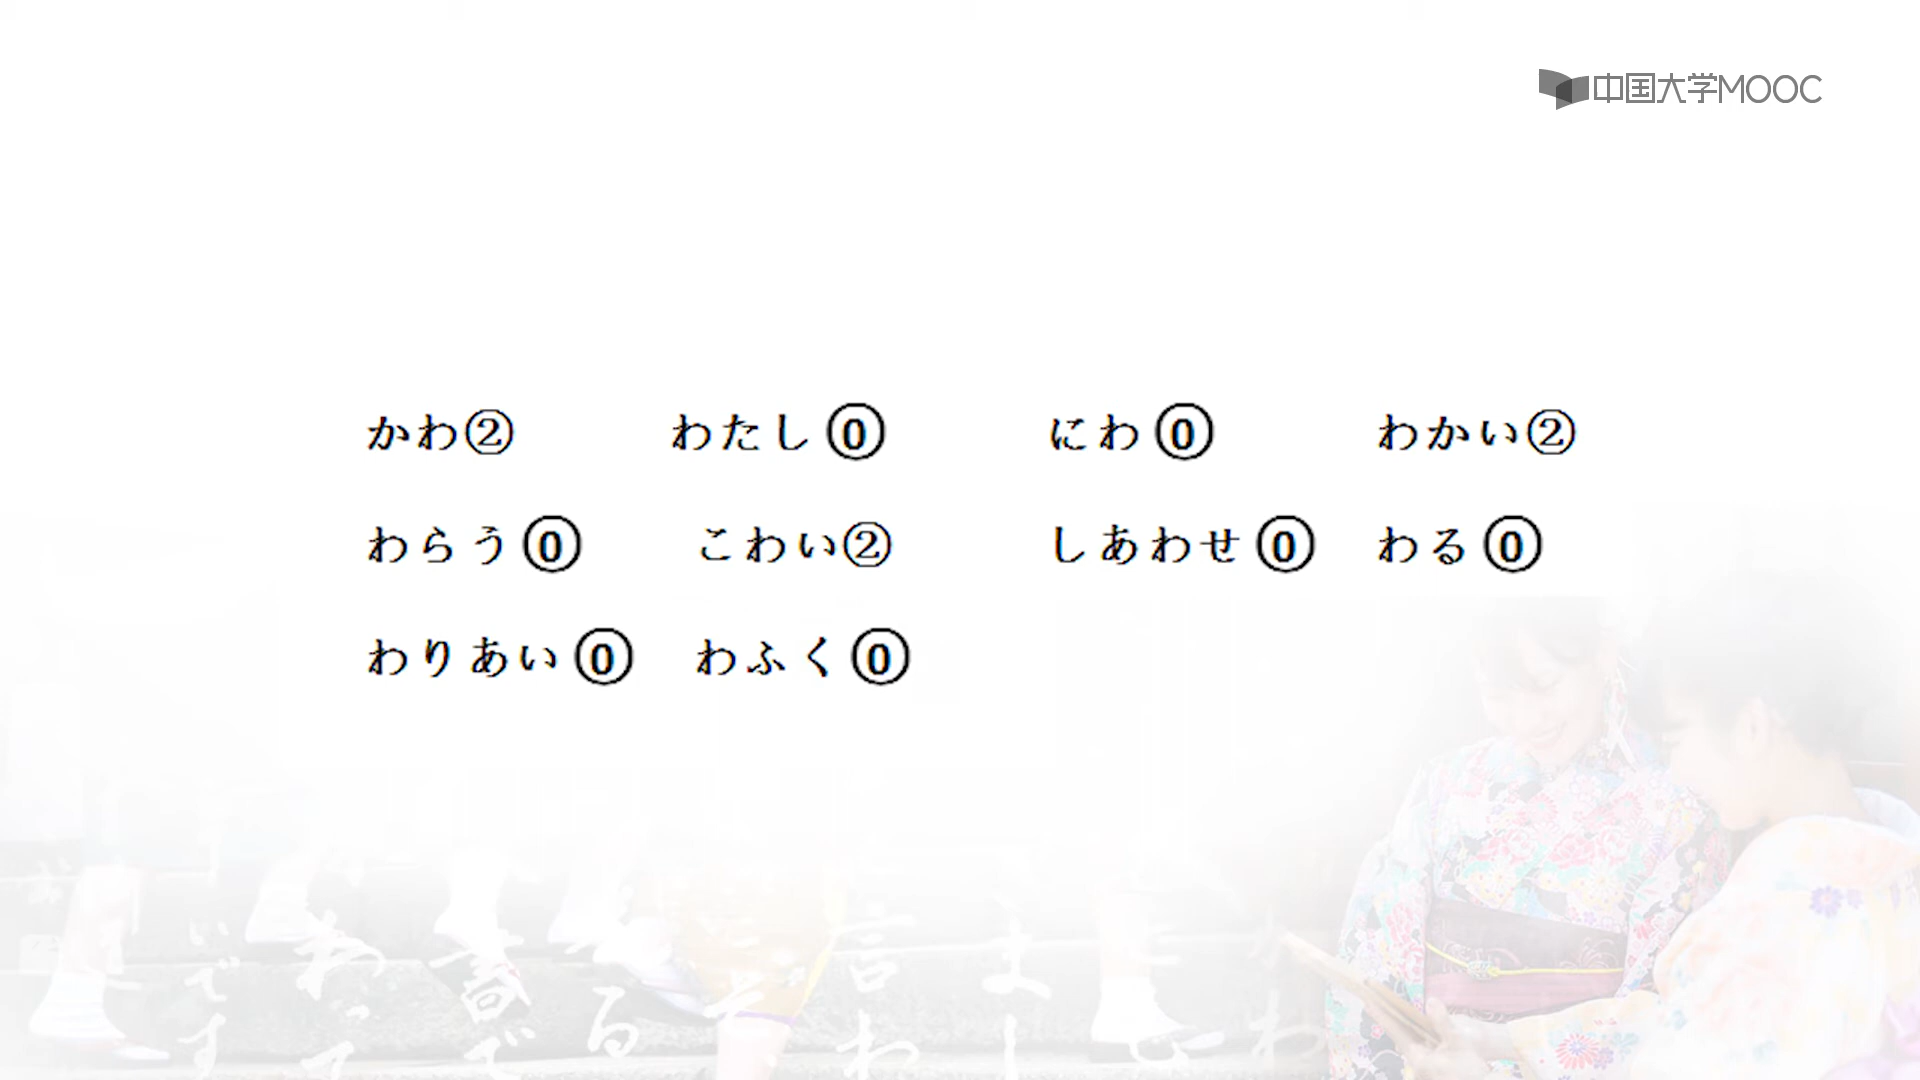 中国大学MOOC
かわ② わたし⓪ にわ⓪ わかい②
わらう⓪ こわい② しあわせ⓪ わる⓪
わりあい⓪ わふく⓪